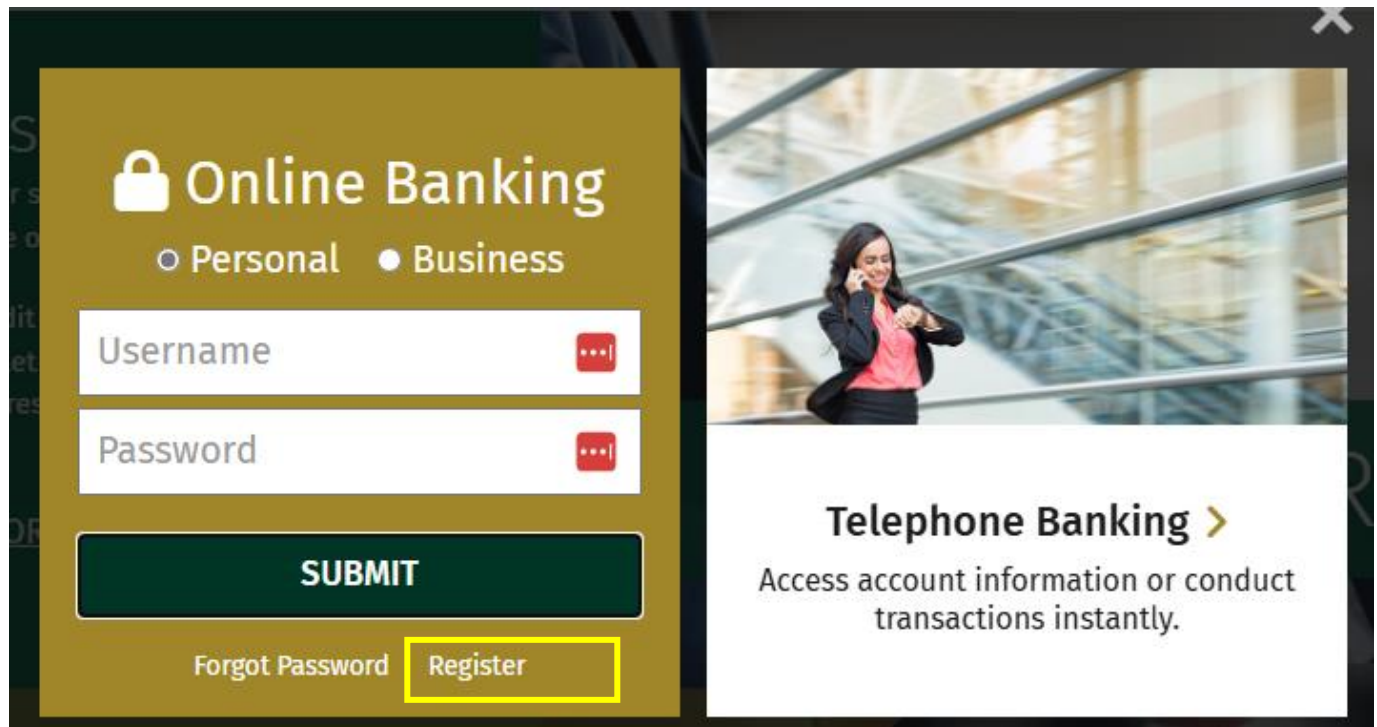 Online Banking
Personal Business
Username
Password
SUBMIT
Forgot Password Register
Telephone Banking
Access account information or conduct
transactions instantly.